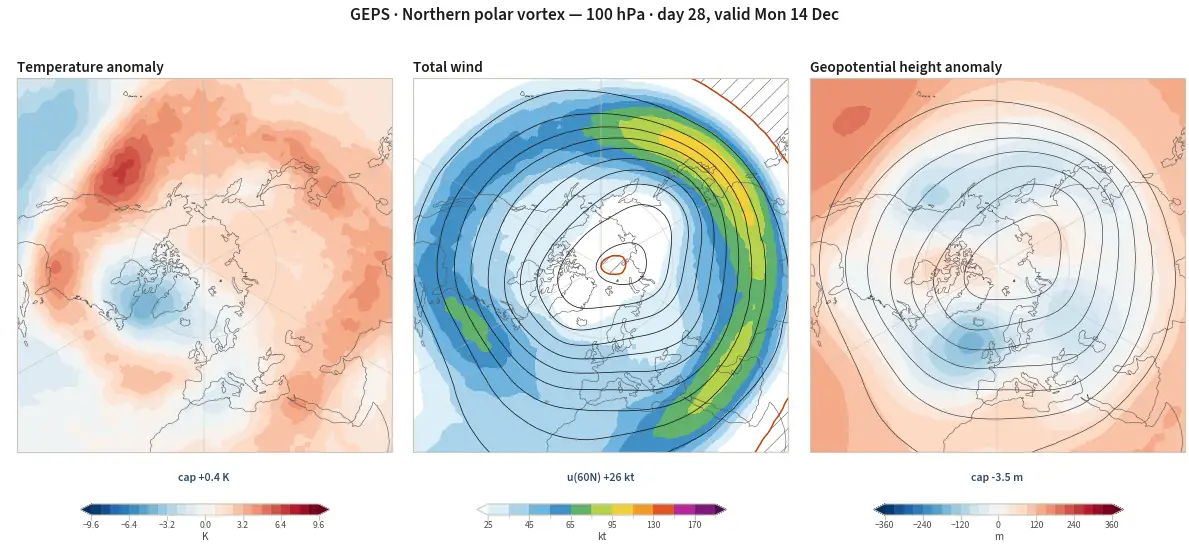 GEPS · Northern polar vortex — 100 hPa · day 28, valid Mon 14 Dec
Temperature anomaly
Total wind
Geopotential height anomaly
cap +0.4 K
u(60N) +26 kt
cap -3.5 m
−9.6 −6.4 −3.2 0.0 3.2 6.4 9.6
K
25 45 65 95 130 170
kt
−360 −240 −120 0 120 240 360
m